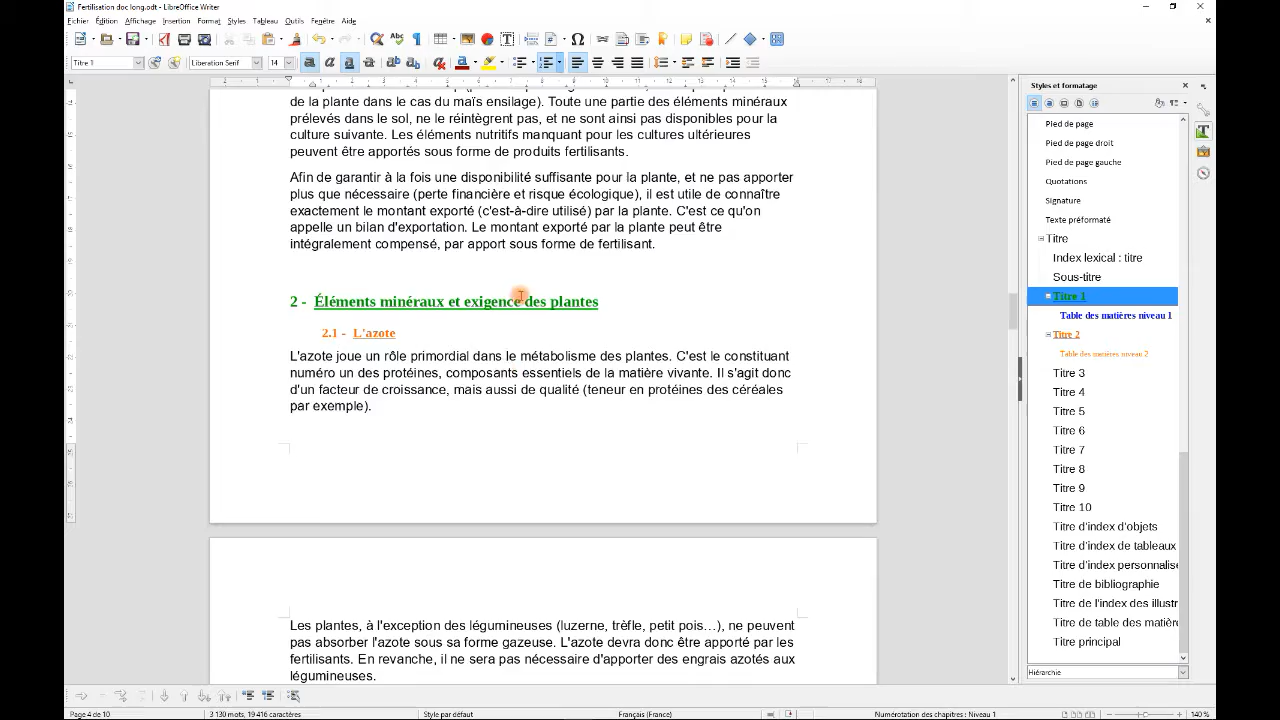 Fertilisation doc long.odt - LibreOffice Writer
Fichier Édition Affichage Insertion Format Styles Tableau Outils Fenêtre Aide
Titre 1 Liberation Serif 14
de la plante dans le cas du maïs ensilage). Toute une partie des éléments minéraux
prélevés dans le sol, ne le réintègrent pas, et ne sont ainsi pas disponibles pour la
culture suivante. Les éléments nutritifs manquant pour les cultures ultérieures
peuvent être apportés sous forme de produits fertilisants.
Afin de garantir à la fois une disponibilité suffisante pour la plante, et ne pas apporter
plus que nécessaire (perte financière et risque écologique), il est utile de connaître
exactement le montant exporté (c'est-à-dire utilisé) par la plante. C'est ce qu'on
appelle un bilan d'exportation. Le montant exporté par la plante peut être
intégralement compensé, par apport sous forme de fertilisant.
2 - Éléments minéraux et exigence des plantes
2.1 - L'azote
L'azote joue un rôle primordial dans le métabolisme des plantes. C'est le constituant
numéro un des protéines, composants essentiels de la matière vivante. Il s'agit donc
d'un facteur de croissance, mais aussi de qualité (teneur en protéines des céréales
par exemple).
Les plantes, à l'exception des légumineuses (luzerne, trèfle, petit pois…), ne peuvent
pas absorber l'azote sous sa forme gazeuse. L'azote devra donc être apporté par les
fertilisants. En revanche, il ne sera pas nécessaire d'apporter des engrais azotés aux
légumineuses.
Styles et formatage
Pied de page
Pied de page droit
Pied de page gauche
Quotations
Signature
Texte préformaté
Titre
Index lexical : titre
Sous-titre
Titre 1
Table des matières niveau 1
Titre 2
Table des matières niveau 2
Titre 3
Titre 4
Titre 5
Titre 6
Titre 7
Titre 8
Titre 9
Titre 10
Titre d'index d'objets
Titre d'index de tableaux
Titre d'index personnalisé
Titre de bibliographie
Titre de l'index des illustr
Titre de table des matière
Titre principal
Hiérarchie
Page 4 de 10 3 130 mots, 19 416 caractères Style par défaut Français (France) Numérotation des chapitres : Niveau 1 140 %